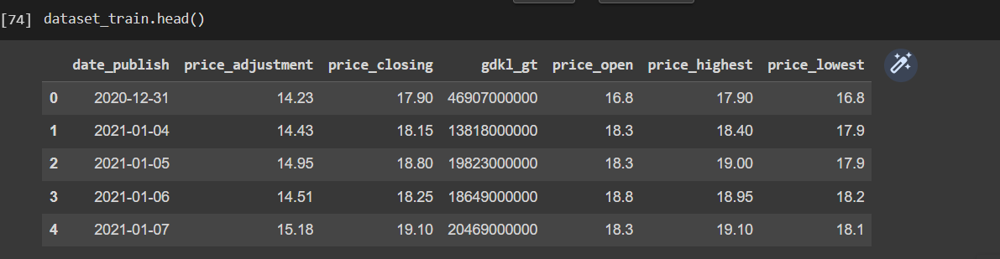 [74] dataset_train.head()
date_publish price_adjustment price_closing gdkl_gt price_open price_highest price_lowest
0 2020-12-31 14.23 17.90 46907000000 16.8 17.90 16.8
1 2021-01-04 14.43 18.15 13818000000 18.3 18.40 17.9
2 2021-01-05 14.95 18.80 19823000000 18.3 19.00 17.9
3 2021-01-06 14.51 18.25 18649000000 18.8 18.95 18.2
4 2021-01-07 15.18 19.10 20469000000 18.3 19.10 18.1